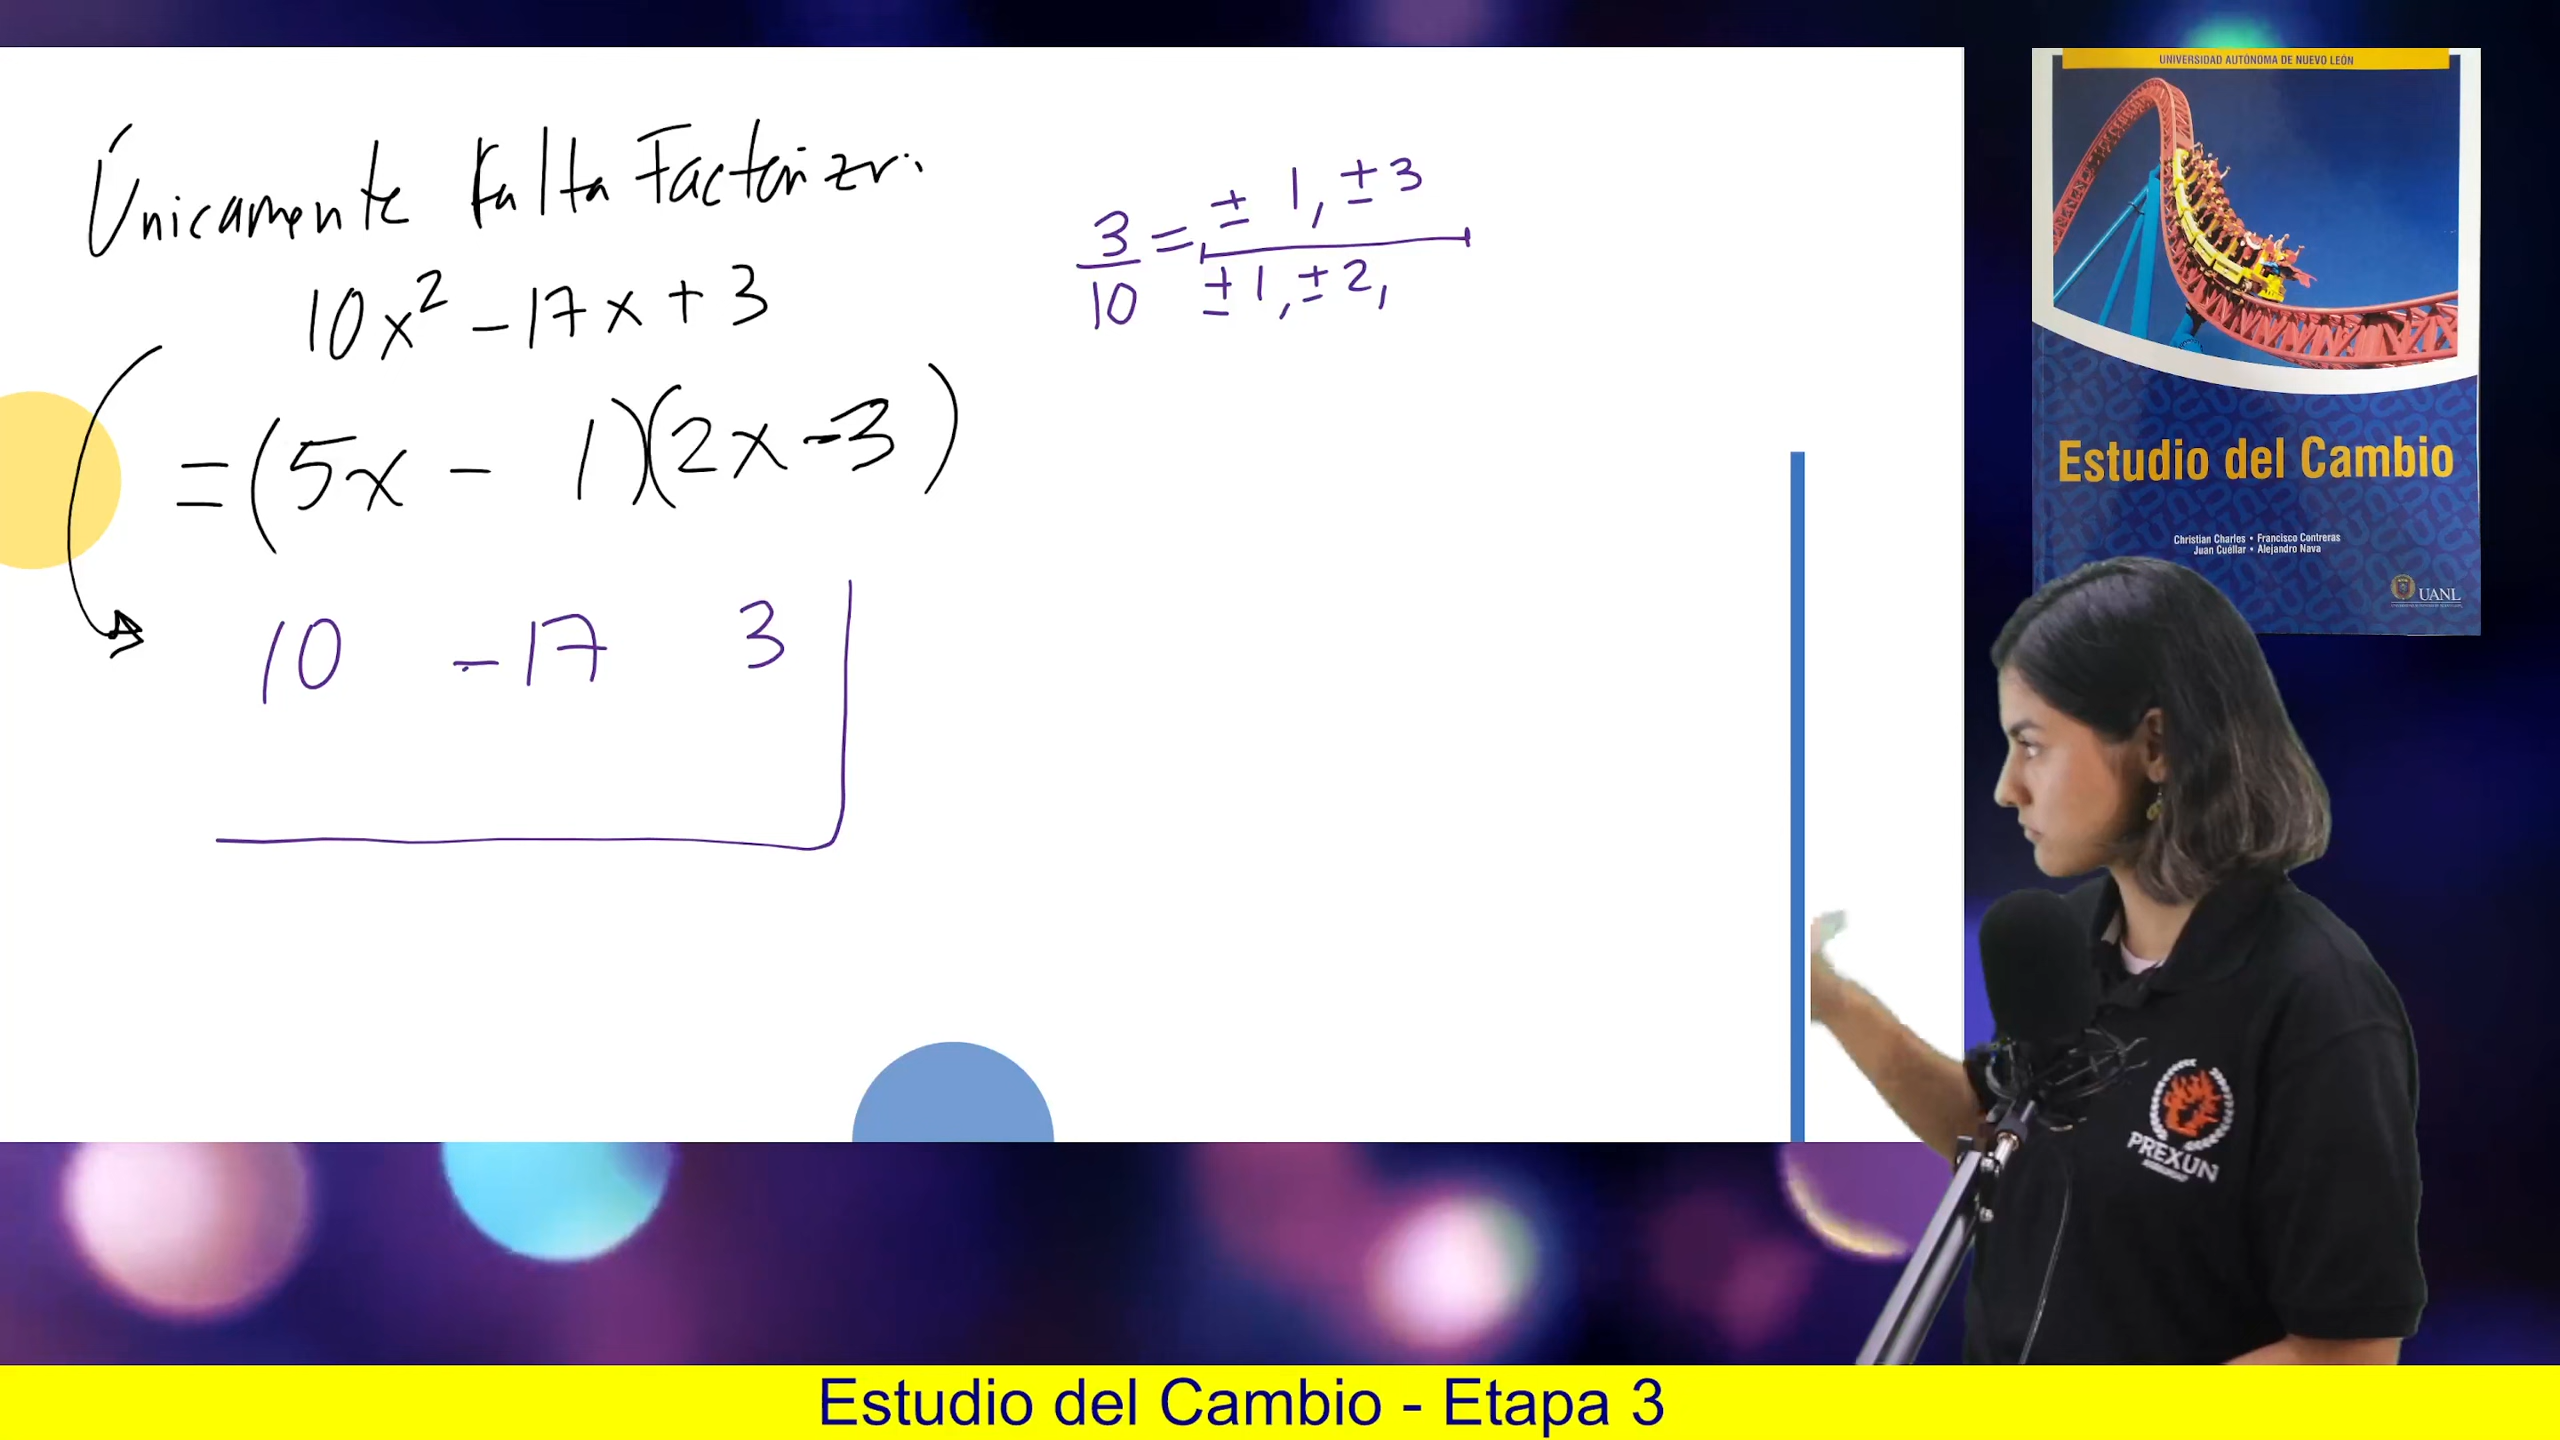 Únicamente Falta Factorizr.
10x² - 17x + 3
= (5x - 1)(2x - 3)
10 -17 3
3/10 = ±1, ±3 / ±1, ±2,
UNIVERSIDAD AUTÓNOMA DE NUEVO LEÓN
Estudio del Cambio
Christian Charles • Francisco Contreras
Juan Cuéllar • Alejandro Nava
UANL
PREXUN
Estudio del Cambio - Etapa 3